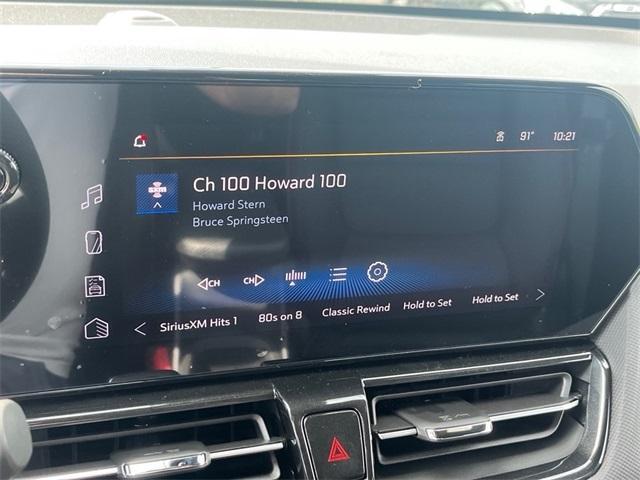 91° 10:21
SXM
Ch 100 Howard 100
Howard Stern
Bruce Springsteen
CH CH
SiriusXM Hits 1 80s on 8 Classic Rewind Hold to Set Hold to Set